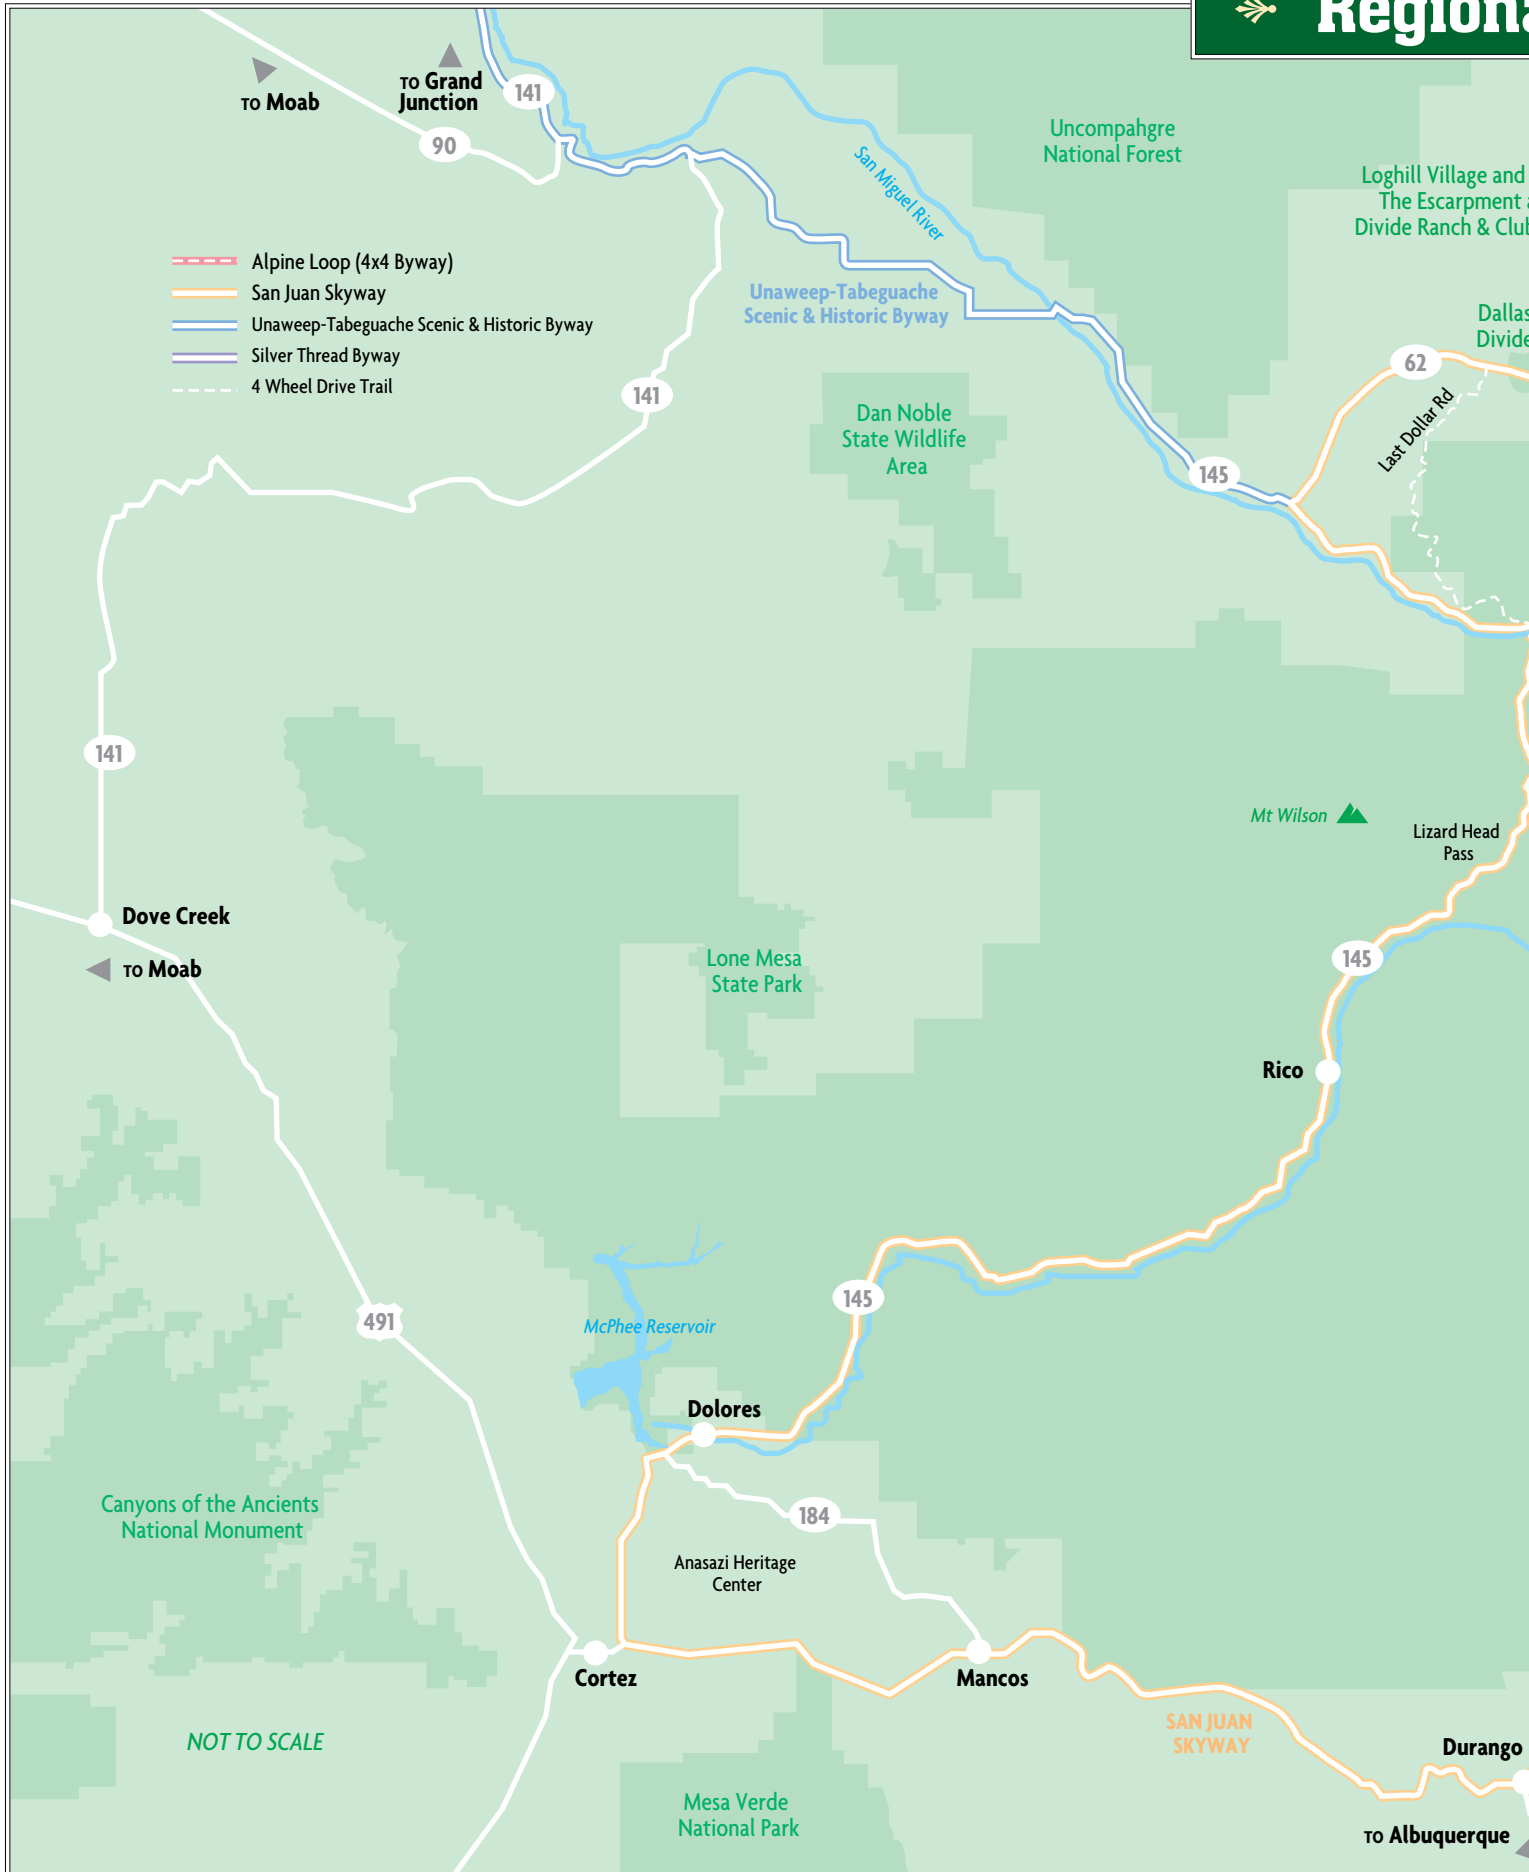 TO Moab
TO Grand
Junction
141
90
Uncompahgre
National Forest
San Miguel River
Loghill Village and
The Escarpment
Divide Ranch & Club
Alpine Loop (4x4 Byway)
San Juan Skyway
Unaweep-Tabeguache Scenic & Historic Byway
Silver Thread Byway
4 Wheel Drive Trail
Unaweep-Tabeguache
Scenic & Historic Byway
Dallas
Divide
62
Last Dollar Rd
141
Dan Noble
State Wildlife
Area
145
141
Mt Wilson
Lizard Head
Pass
Dove Creek
TO Moab
Lone Mesa
State Park
145
Rico
145
491
McPhee Reservoir
Dolores
Canyons of the Ancients
National Monument
184
Anasazi Heritage
Center
Cortez
Mancos
SAN JUAN
SKYWAY
NOT TO SCALE
Durango
Mesa Verde
National Park
TO Albuquerque